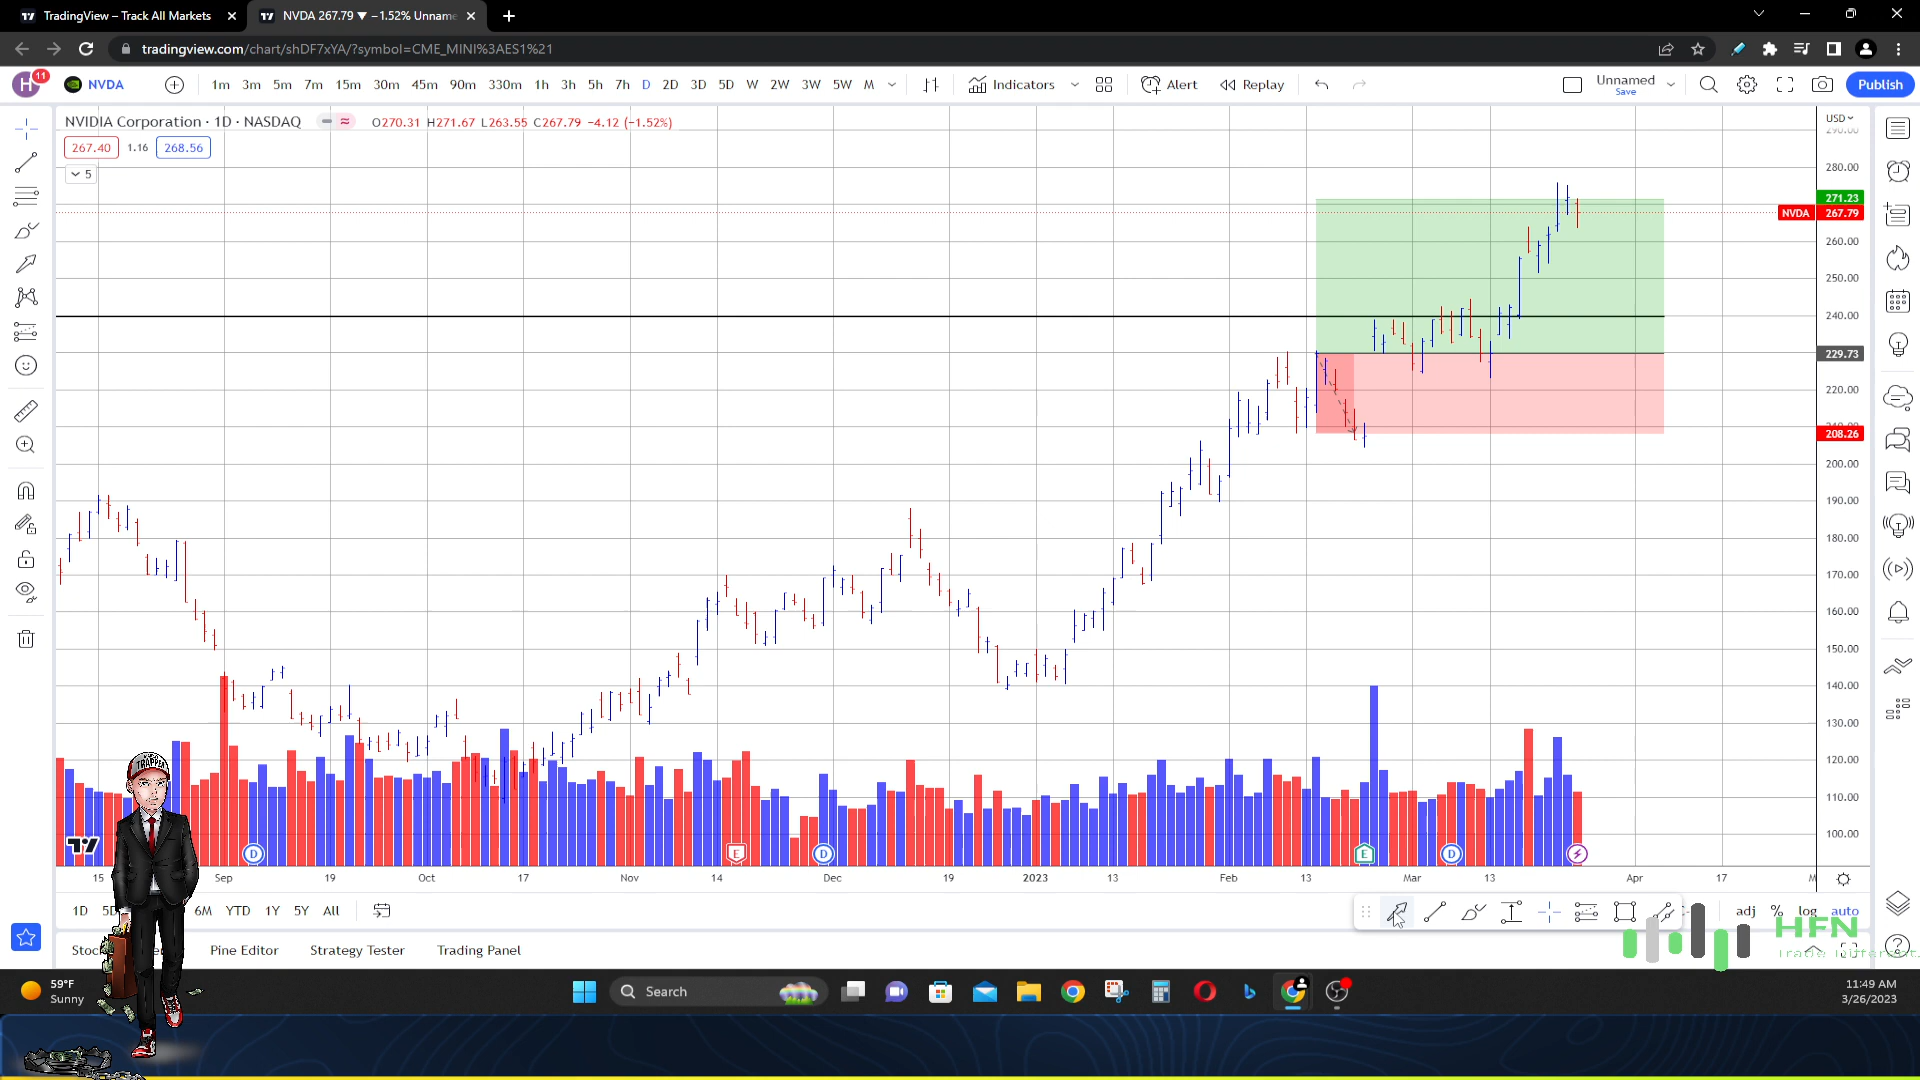 TradingView – Track All Markets
NVDA 267.79 ▼ −1.52% Unname
tradingview.com/chart/shDF7xYA/?symbol=CME_MINI%3AES1%21
H 11 NVDA 1m 3m 5m 7m 15m 30m 45m 90m 330m 1h 3h 5h 7h D 2D 3D 5D W 2W 3W 5W M Indicators Alert Replay Unnamed Save Publish
NVIDIA Corporation · 1D · NASDAQ O270.31 H271.67 L263.55 C267.79 −4.12 (−1.52%)
267.40 1.16 268.56
5
USD
290.00
280.00
271.23
NVDA 267.79
260.00
250.00
240.00
229.73
220.00
208.26
200.00
190.00
180.00
170.00
160.00
150.00
140.00
130.00
120.00
110.00
100.00
TRAPPER
D E D E D
15 Sep 19 Oct 17 Nov 14 Dec 19 2023 13 Feb 13 Mar 13 Apr 17
1D 5D 6M YTD 1Y 5Y All adj % log auto
Pine Editor Strategy Tester Trading Panel
HFN
59°F
Sunny
Search
11:49 AM
3/26/2023